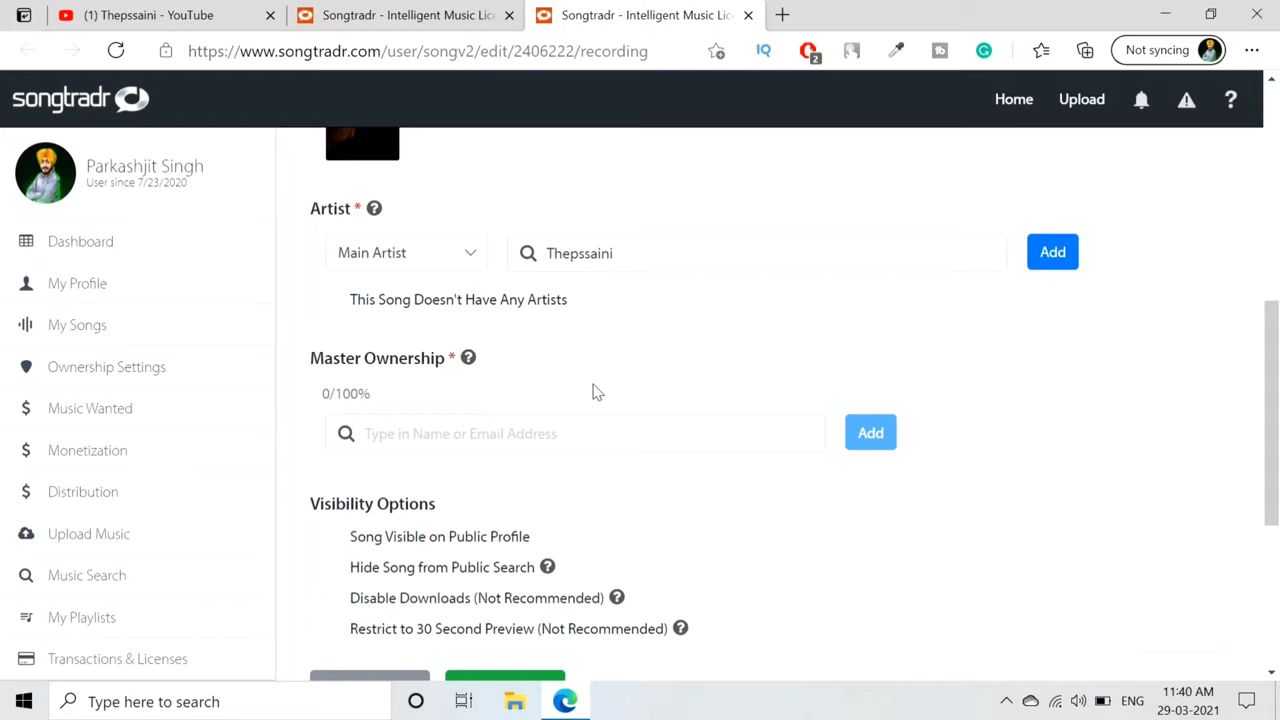 (1) Thepssaini - YouTube
Songtradr - Intelligent Music Lice
Songtradr - Intelligent Music Lice
https://www.songtradr.com/user/songv2/edit/2406222/recording
IQ
2
tb
G
Not syncing
songtradr
Home
Upload
?
Parkashjit Singh
User since 7/23/2020
Dashboard
My Profile
My Songs
Ownership Settings
Music Wanted
Monetization
Distribution
Upload Music
Music Search
My Playlists
Transactions & Licenses
Artist * ?
Main Artist
Thepssaini
Add
This Song Doesn't Have Any Artists
Master Ownership * ?
0/100%
Type in Name or Email Address
Add
Visibility Options
Song Visible on Public Profile
Hide Song from Public Search ?
Disable Downloads (Not Recommended) ?
Restrict to 30 Second Preview (Not Recommended) ?
Type here to search
ENG
11:40 AM
29-03-2021